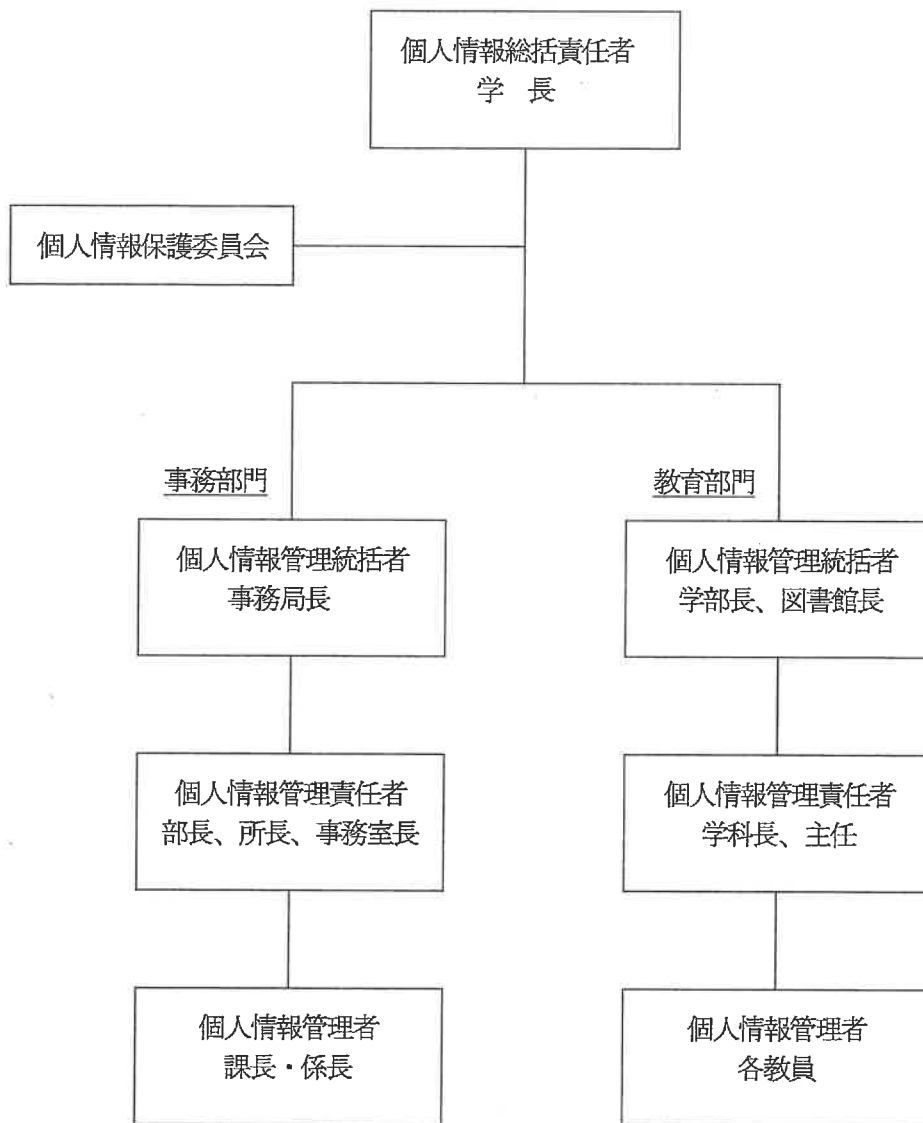 個人情報総括責任者
学 長
個人情報保護委員会
事務部門
個人情報管理統括者
事務局長
個人情報管理責任者
部長、所長、事務室長
個人情報管理者
課長・係長
教育部門
個人情報管理統括者
学部長、図書館長
個人情報管理責任者
学科長、主任
個人情報管理者
各教員